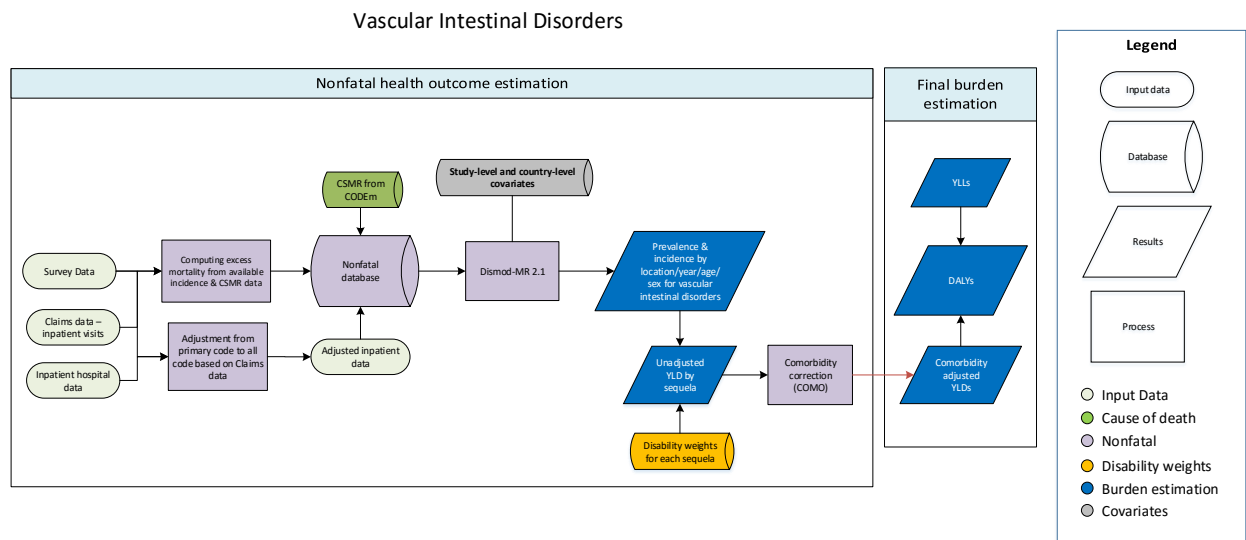 Vascular Intestinal Disorders
Nonfatal health outcome estimation
Survey Data
Claims data –
inpatient visits
Inpatient hospital
data
Computing excess
mortality from available
incidence & CSMR data
Adjustment from
primary code to all
code based on Claims
data
CSMR from
CODEm
Nonfatal
database
Adjusted inpatient
data
Study-level and country-level
covariates
Dismod-MR 2.1
Prevalence &
incidence by
location/year/age/
sex for vascular
intestinal disorders
Unadjusted
YLD by
sequela
Disability weights
for each sequela
Comorbidity
correction
(COMO)
Final burden
estimation
YLLs
DALYs
Comorbidity
adjusted
YLDs
Legend
Input data
Database
Results
Process
Input Data
Cause of death
Nonfatal
Disability weights
Burden estimation
Covariates